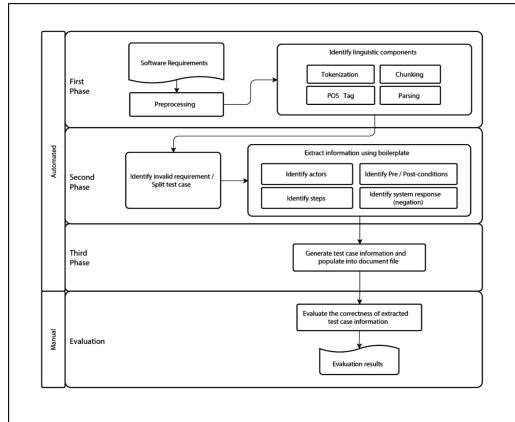 Automated
First
Phase
Software Requirements
Preprocessing
Identify linguistic components
Tokenization
Chunking
POS Tag
Parsing
Second
Phase
Identify invalid requirement /
Split test case
Extract information using boilerplate
Identify actors
Identify Pre / Post-conditions
Identify steps
Identify system response
(negation)
Third
Phase
Generate test case information and
populate into document file
Manual
Evaluation
Evaluate the correctness of extracted
test case information
Evaluation results